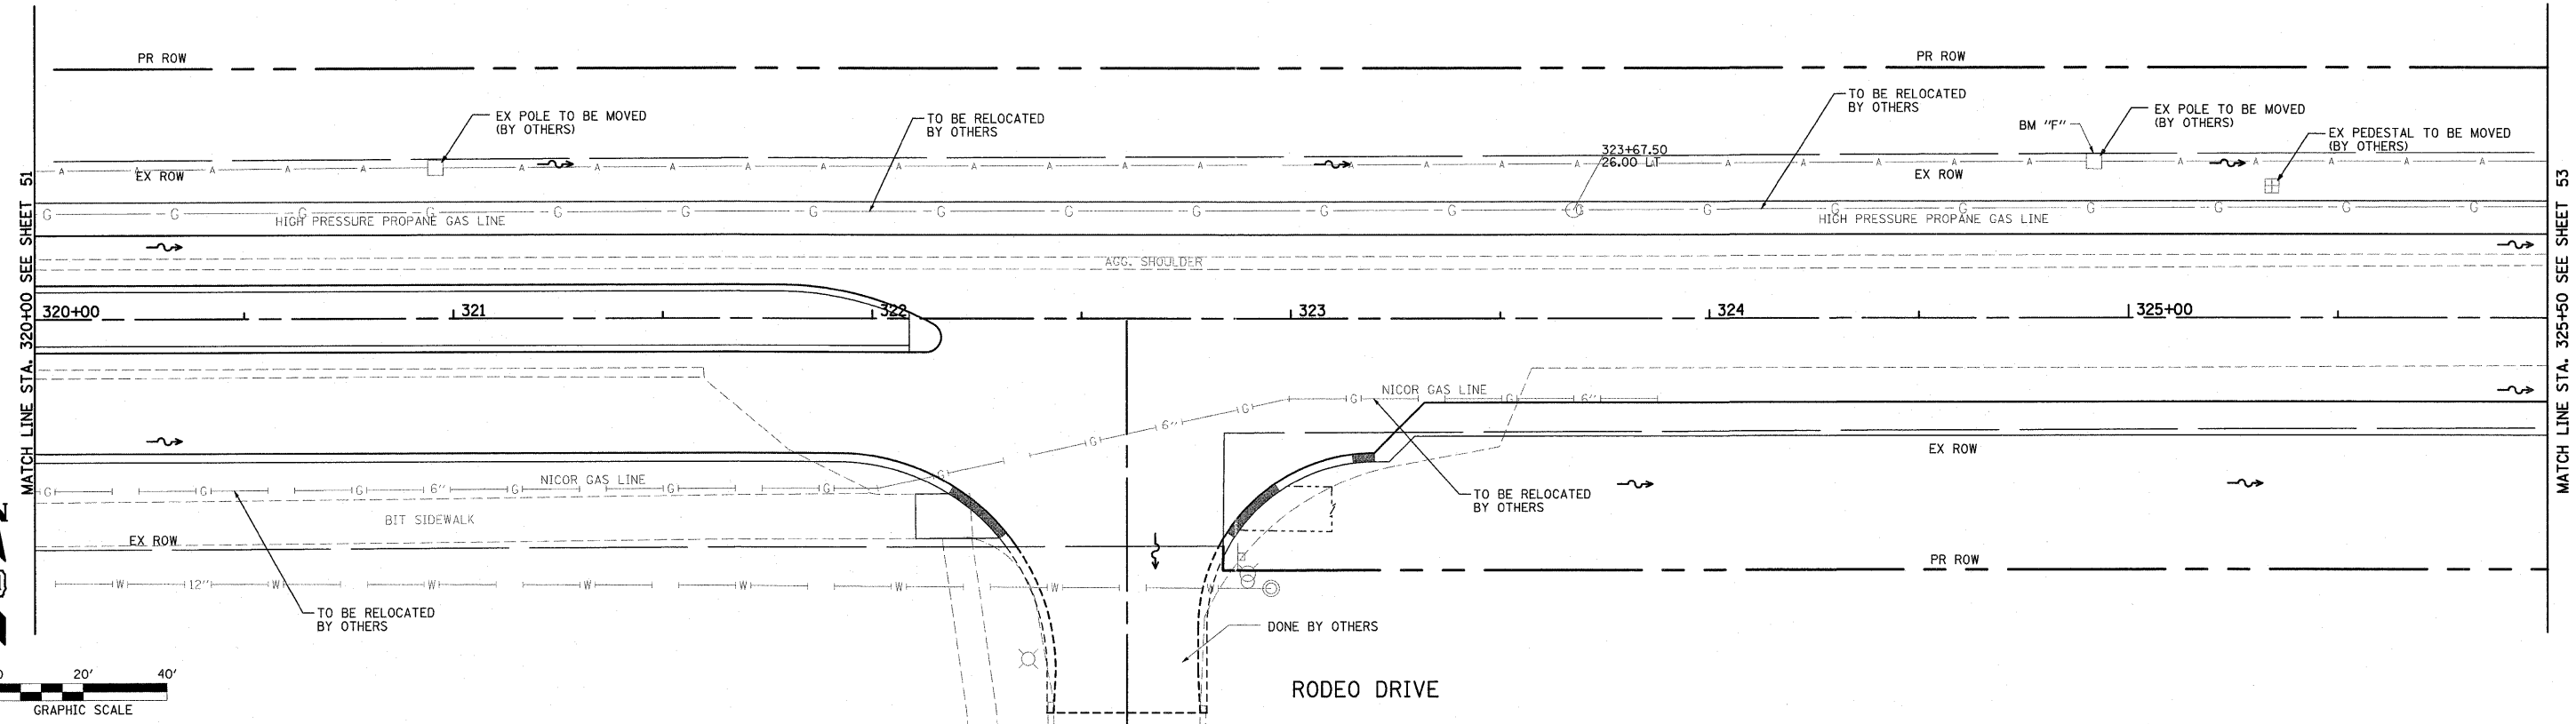 PR ROW
PR ROW
EX POLE TO BE MOVED
(BY OTHERS)
TO BE RELOCATED
BY OTHERS
TO BE RELOCATED
BY OTHERS
BM "F"
EX POLE TO BE MOVED
(BY OTHERS)
EX PEDESTAL TO BE MOVED
(BY OTHERS)
323+67.50
26.00 LT
A A A A A A A A A A A A A A A A A A A A A A A A A A A A A A
EX ROW
EX ROW
G G G G G G G G G G G G G G G G G G G G
HIGH PRESSURE PROPANE GAS LINE
HIGH PRESSURE PROPANE GAS LINE
AGG. SHOULDER
MATCH LINE STA. 320+00 SEE SHEET 51
MATCH LINE STA. 325+50 SEE SHEET 53
320+00 321 322 323 324 325+00
NICOR GAS LINE
G G G 6" G G 6"
EX ROW
NICOR GAS LINE
G G G 6" G G G
TO BE RELOCATED
BY OTHERS
BIT SIDEWALK
EX ROW
PR ROW
W 12" W W W W W W W
TO BE RELOCATED
BY OTHERS
DONE BY OTHERS
RODEO DRIVE
0 20' 40'
GRAPHIC SCALE